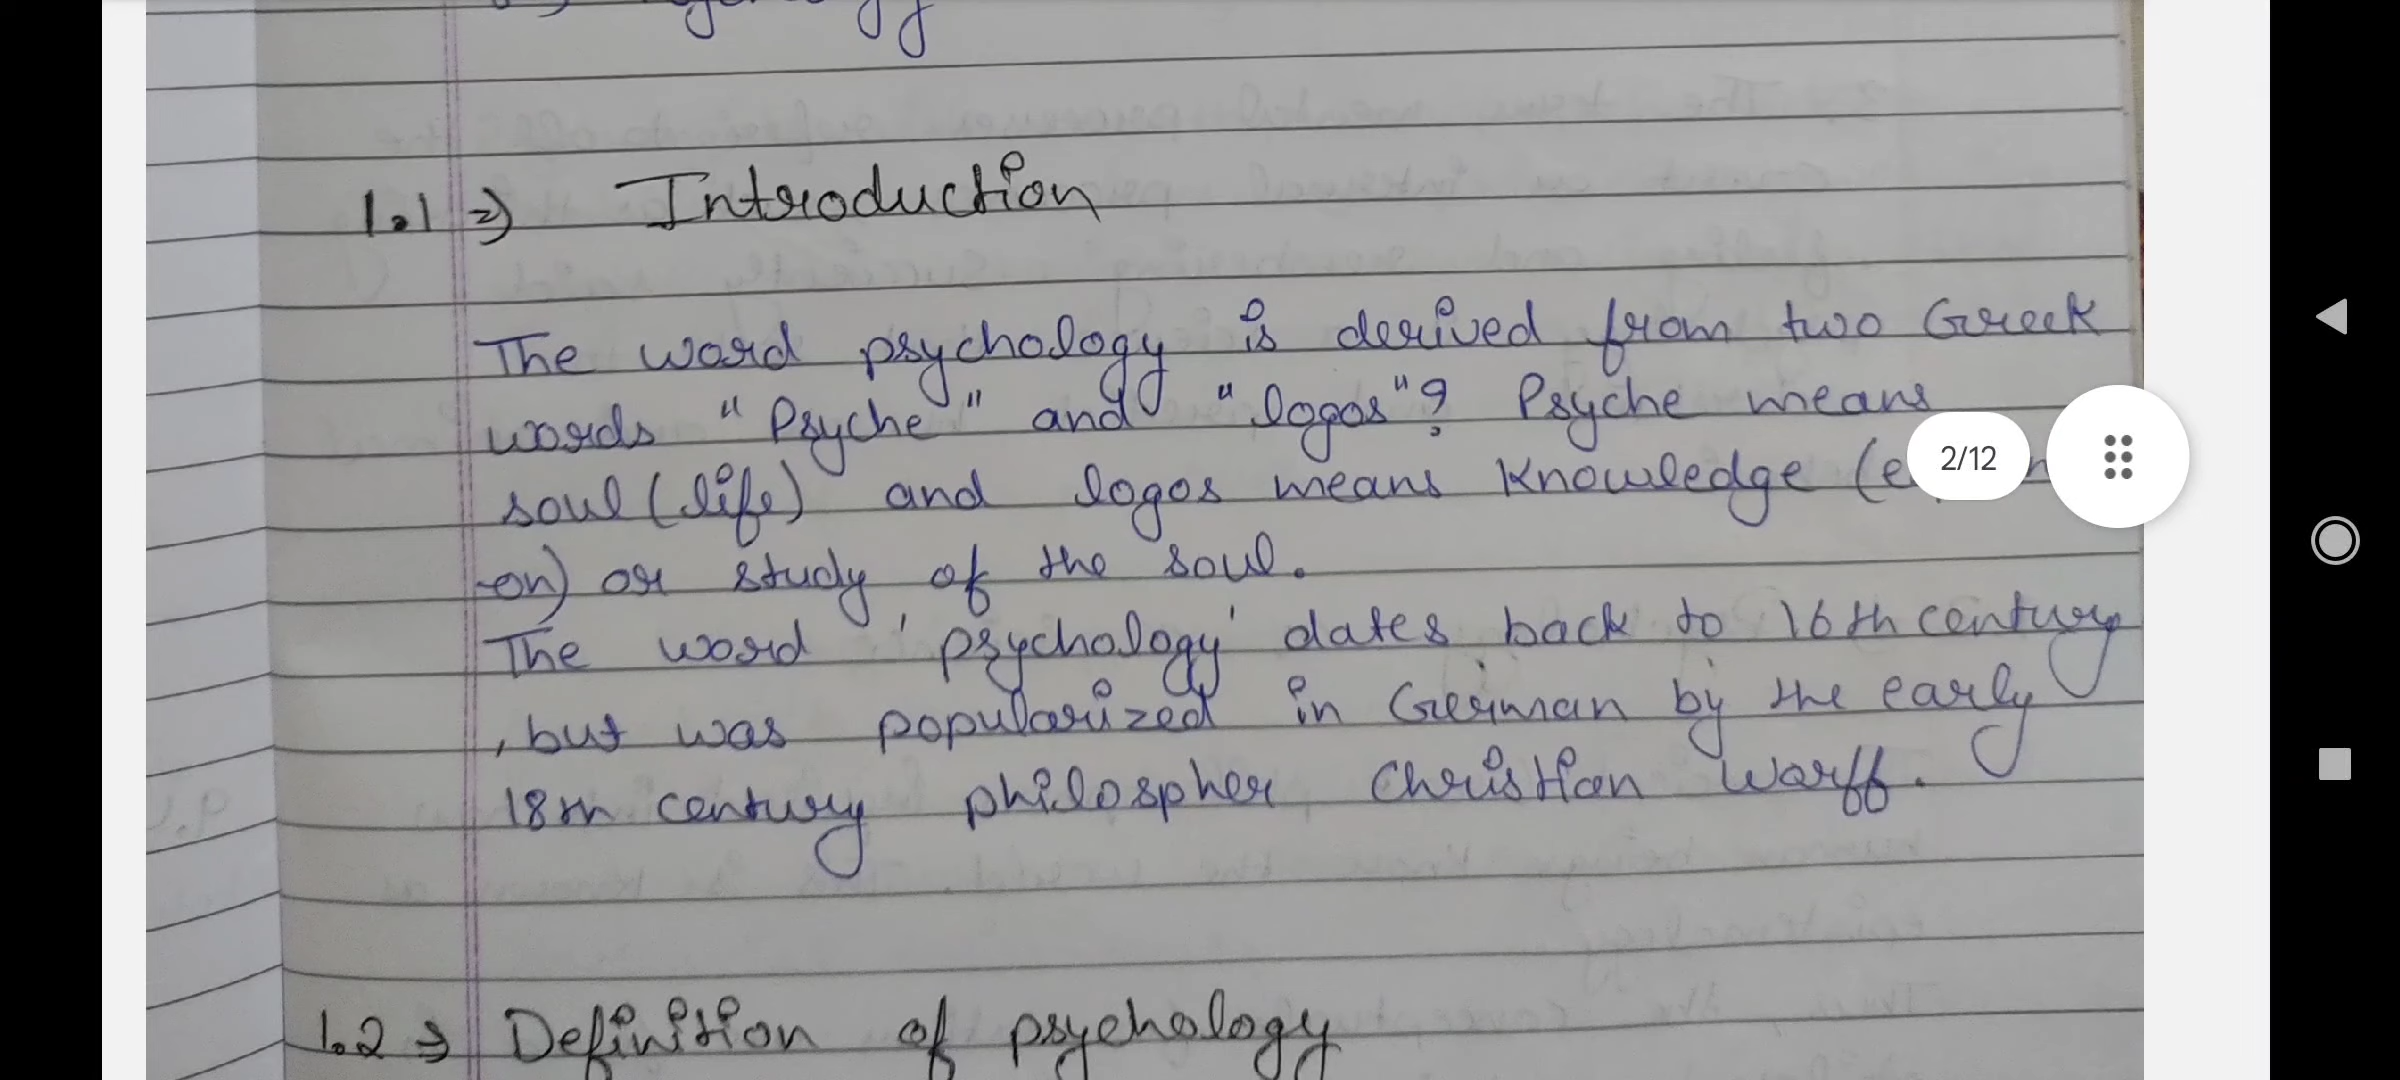 1.1 ⇒ Introduction
The word psychology is derived from two Greek
words "Psyche" and "logos"? Psyche means
soul (life) and logos means Knowledge (e
2/12
-on) or study of the soul.
The word 'psychology' dates back to 16th century
, but was popularized in German by the early
18th century philospher Christian Warff.
1.2 ⇒ Definition of psychology